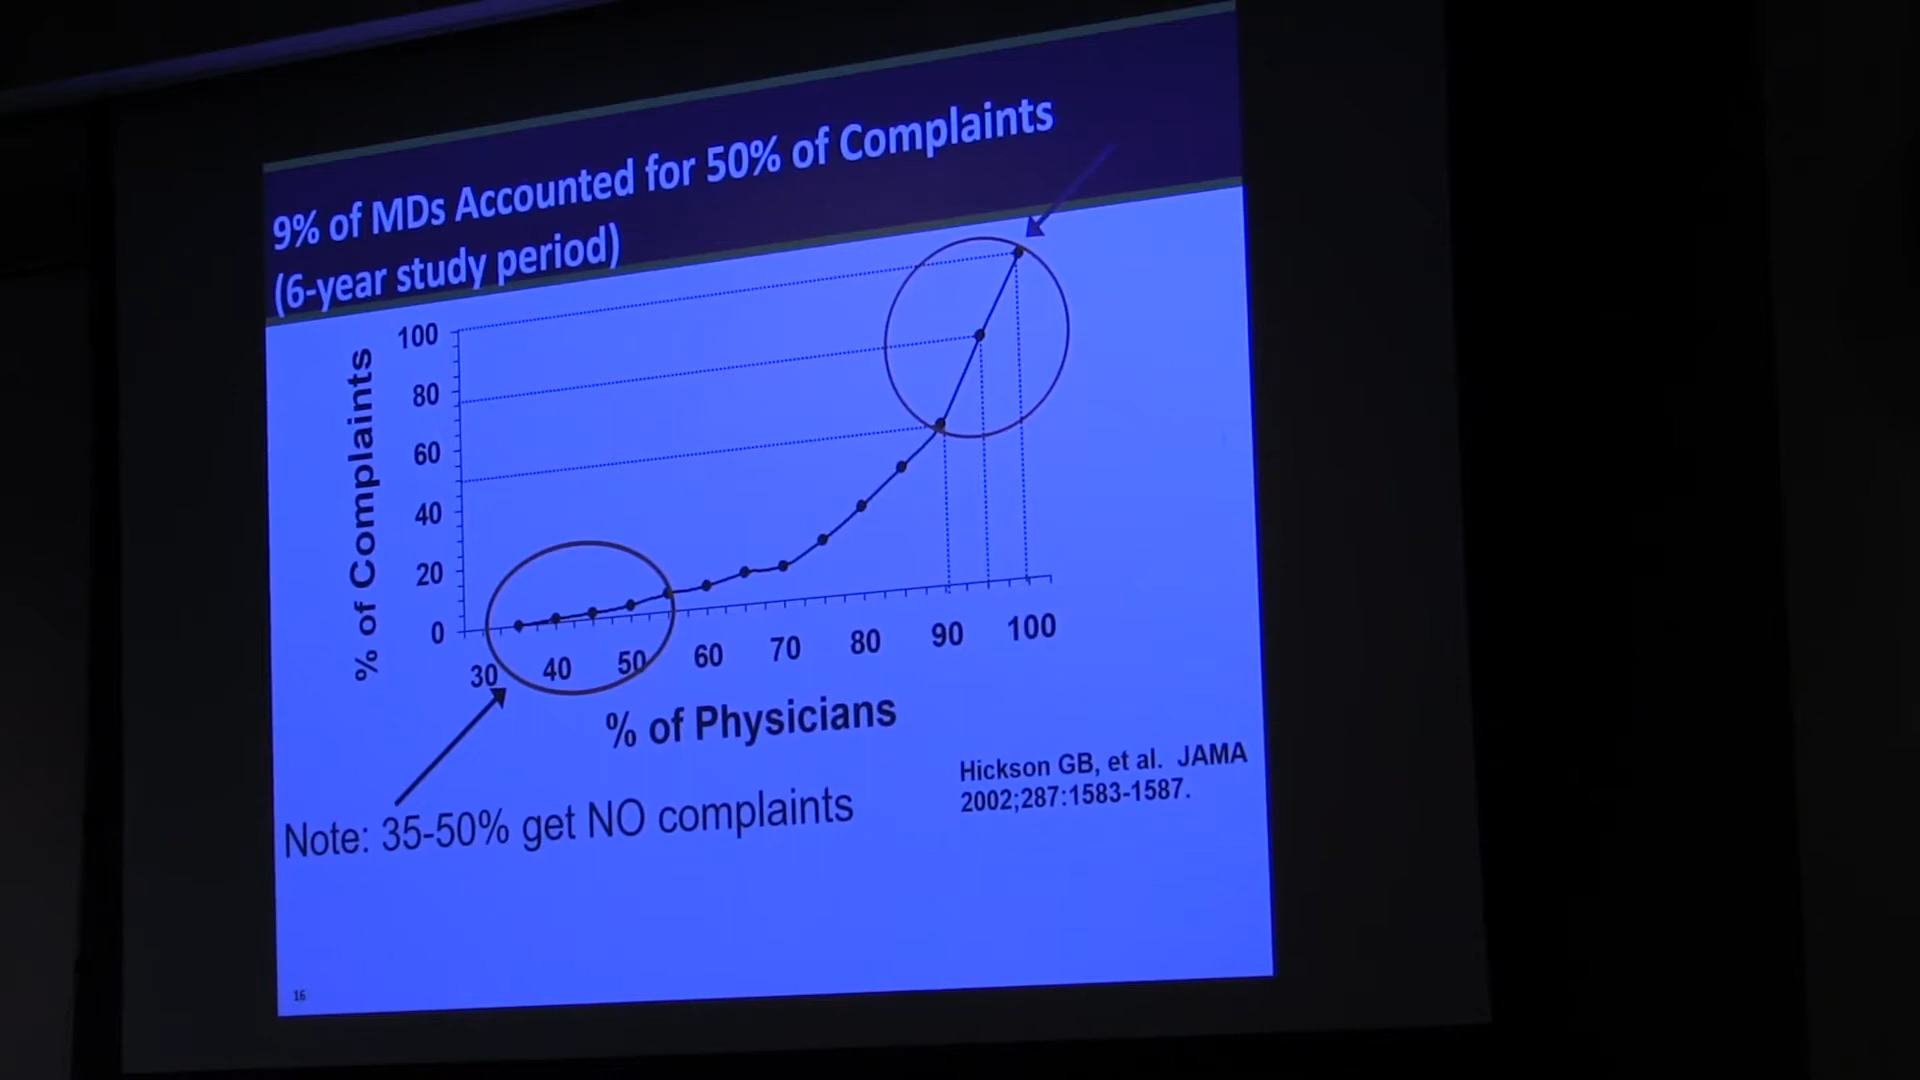 9% of MDs Accounted for 50% of Complaints
(6-year study period)
% of Complaints
100
80
60
40
20
0
30 40 50 60 70 80 90 100
% of Physicians
Hickson GB, et al. JAMA
2002;287:1583-1587.
Note: 35-50% get NO complaints
16